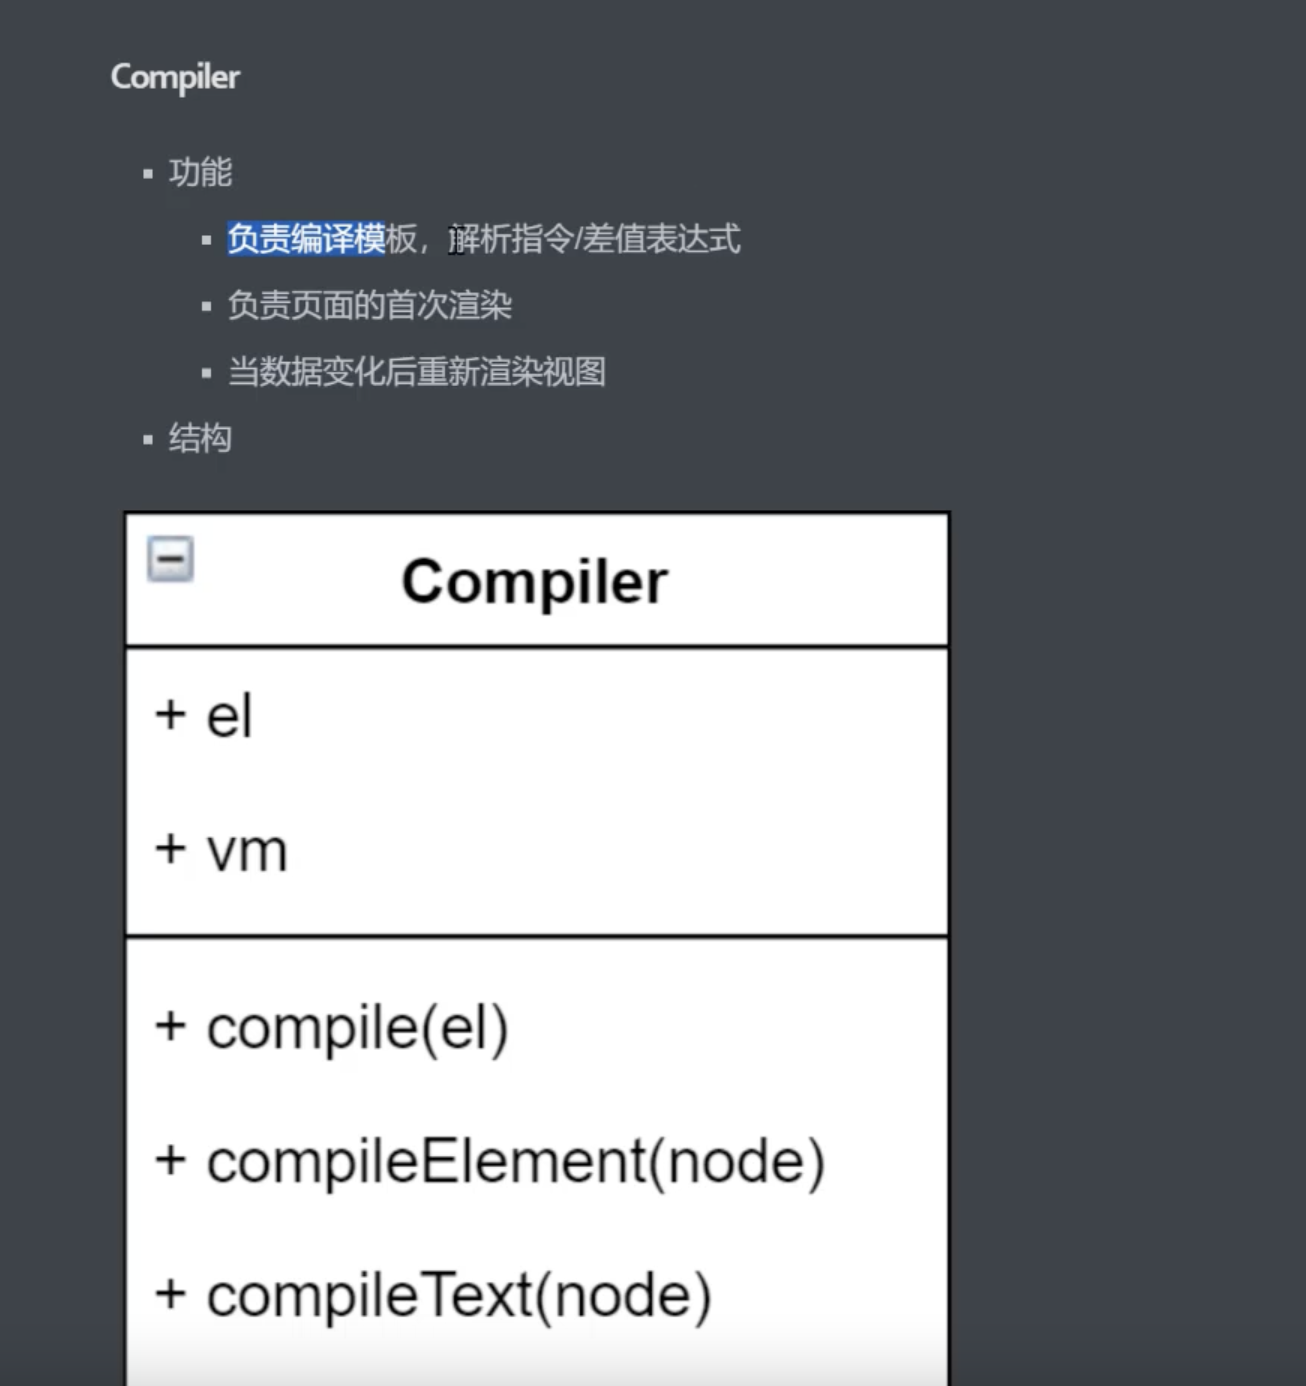 Compiler
功能
负责编译模板，解析指令/差值表达式
负责页面的首次渲染
当数据变化后重新渲染视图
结构
Compiler
+ el
+ vm
+ compile(el)
+ compileElement(node)
+ compileText(node)